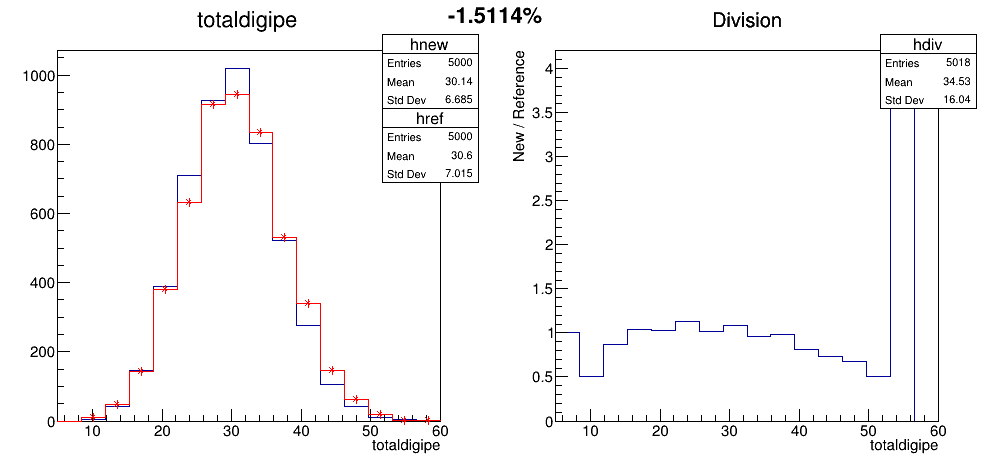 -1.5114%
totaldigipe
hnew
Entries 5000
Mean 30.14
Std Dev 6.685
href
Entries 5000
Mean 30.6
Std Dev 7.015
1000
800
600
400
200
0
10 20 30 40 50 60
totaldigipe
Division
hdiv
Entries 5018
Mean 34.53
Std Dev 16.04
New / Reference
4
3.5
3
2.5
2
1.5
1
0.5
0
10 20 30 40 50 60
totaldigipe